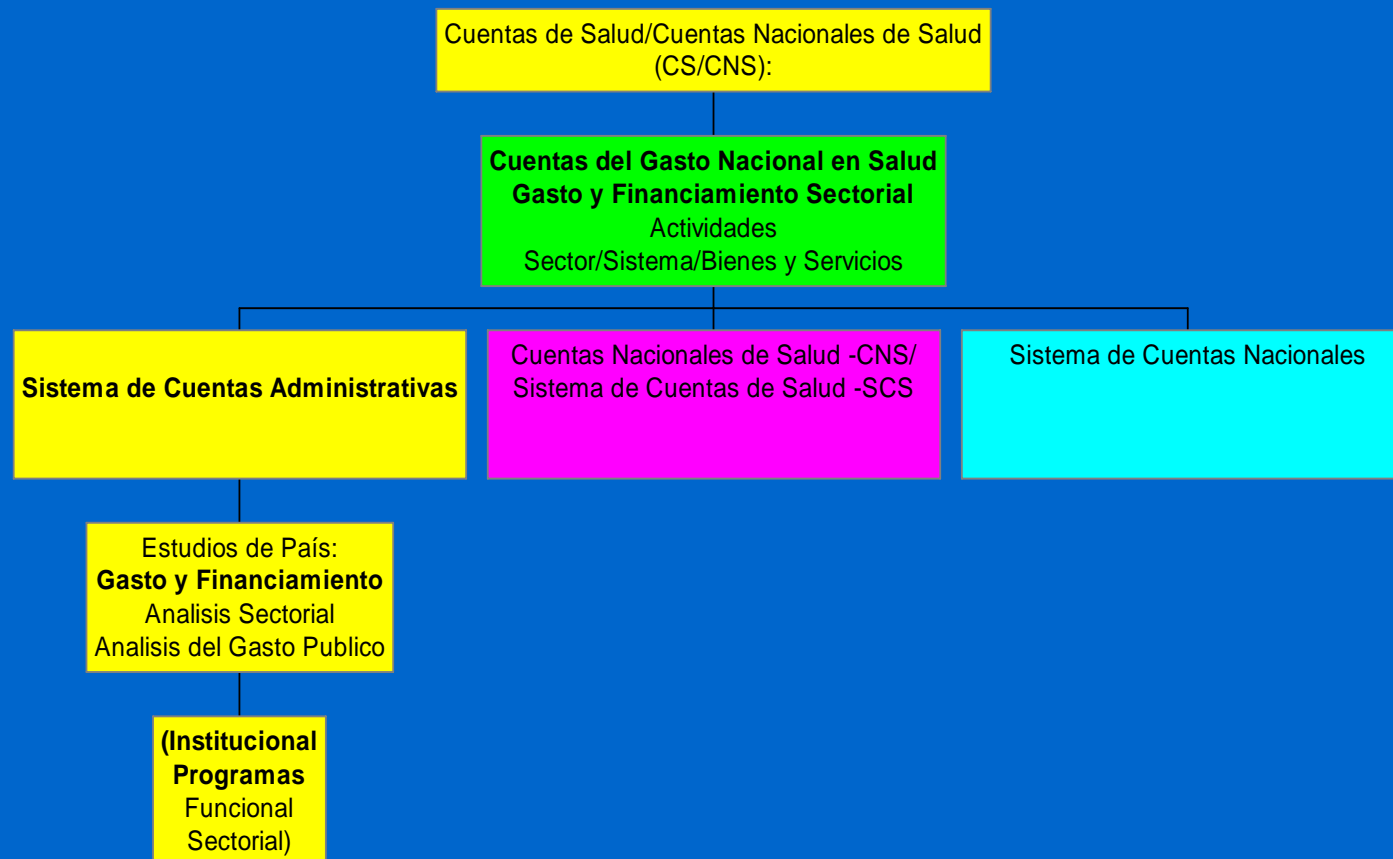 Cuentas de Salud/Cuentas Nacionales de Salud
(CS/CNS):
Cuentas del Gasto Nacional en Salud
Gasto y Financiamiento Sectorial
Actividades
Sector/Sistema/Bienes y Servicios
Sistema de Cuentas Administrativas
Cuentas Nacionales de Salud -CNS/
Sistema de Cuentas de Salud -SCS
Sistema de Cuentas Nacionales
Estudios de País:
Gasto y Financiamiento
Analisis Sectorial
Analisis del Gasto Publico
(Institucional
Programas
Funcional
Sectorial)